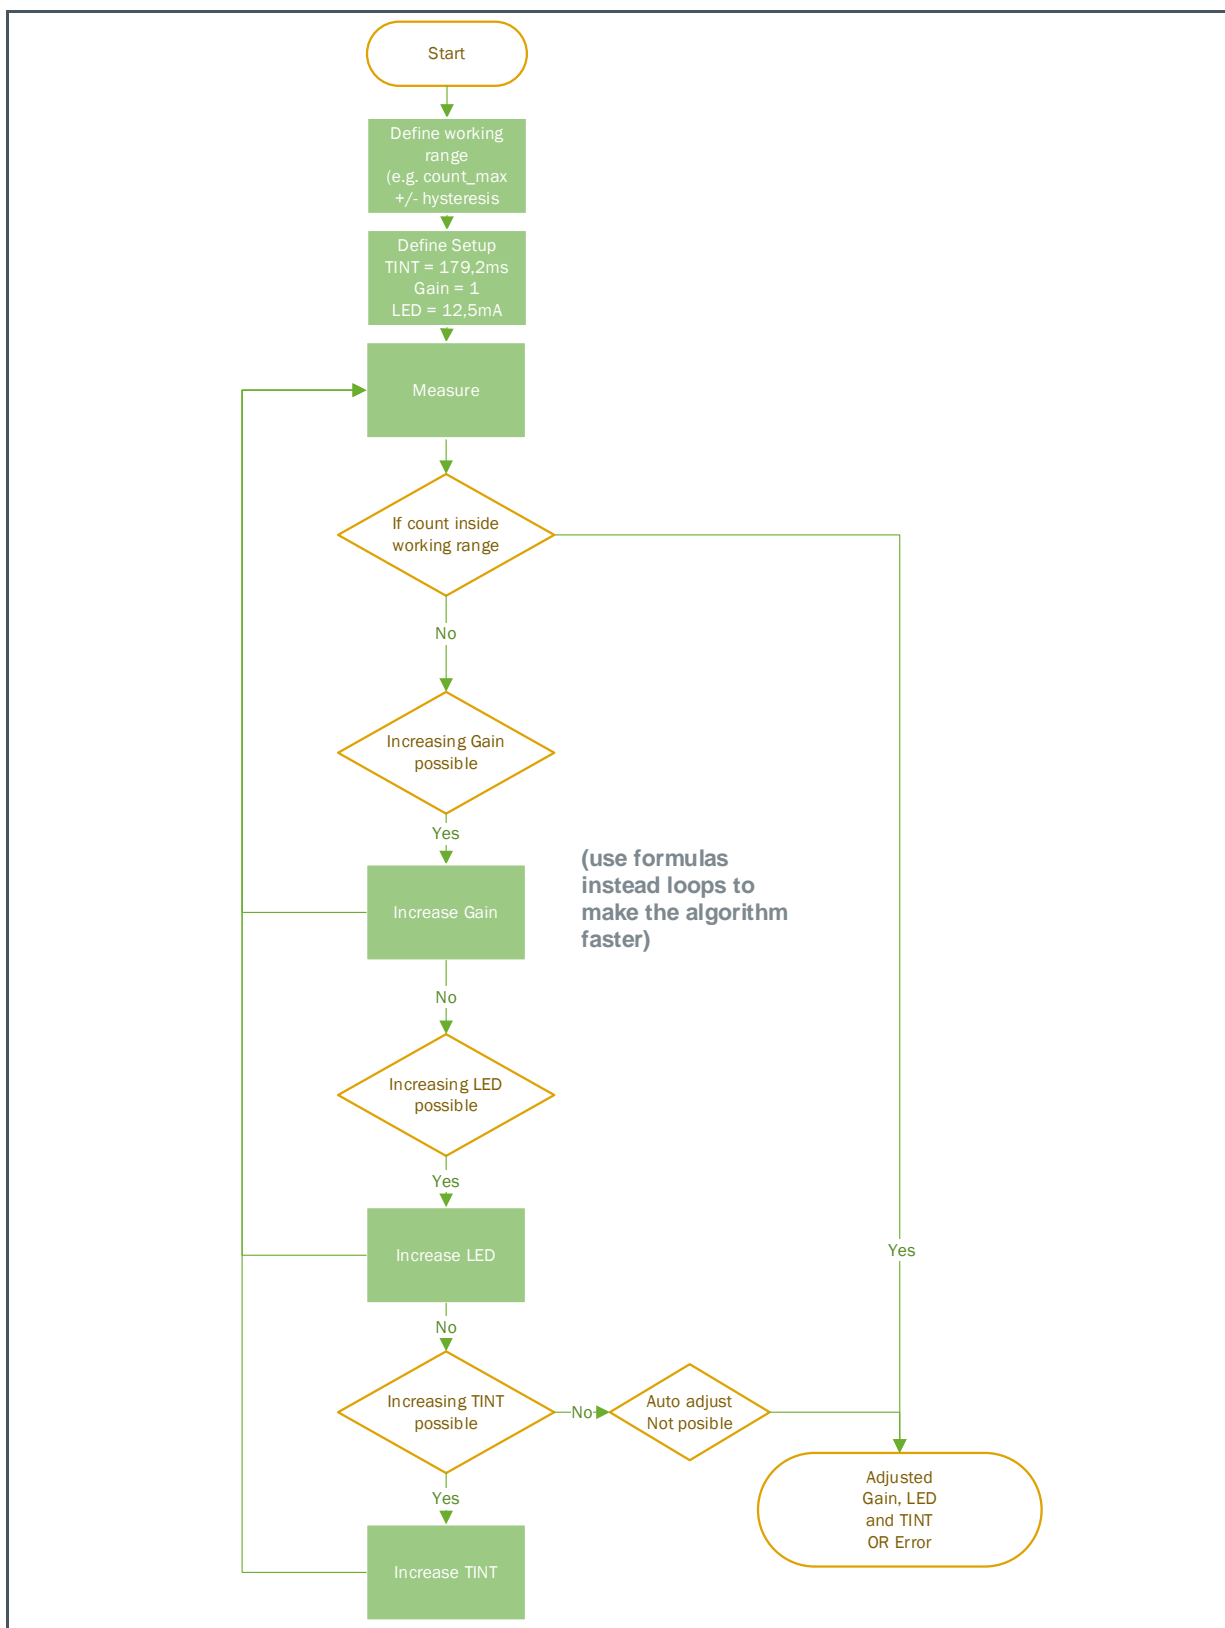 Start
Define working
range
(e.g. count_max
+/- hysteresis
Define Setup
TINT = 179,2ms
Gain = 1
LED = 12,5mA
Measure
If count inside
working range
No
Increasing Gain
possible
Yes
(use formulas
instead loops to
make the algorithm
faster)
Increase Gain
No
Increasing LED
possible
Yes
Increase LED
Yes
No
Increasing TINT
possible
No
Auto adjust
Not posible
Yes
Adjusted
Gain, LED
and TINT
OR Error
Increase TINT